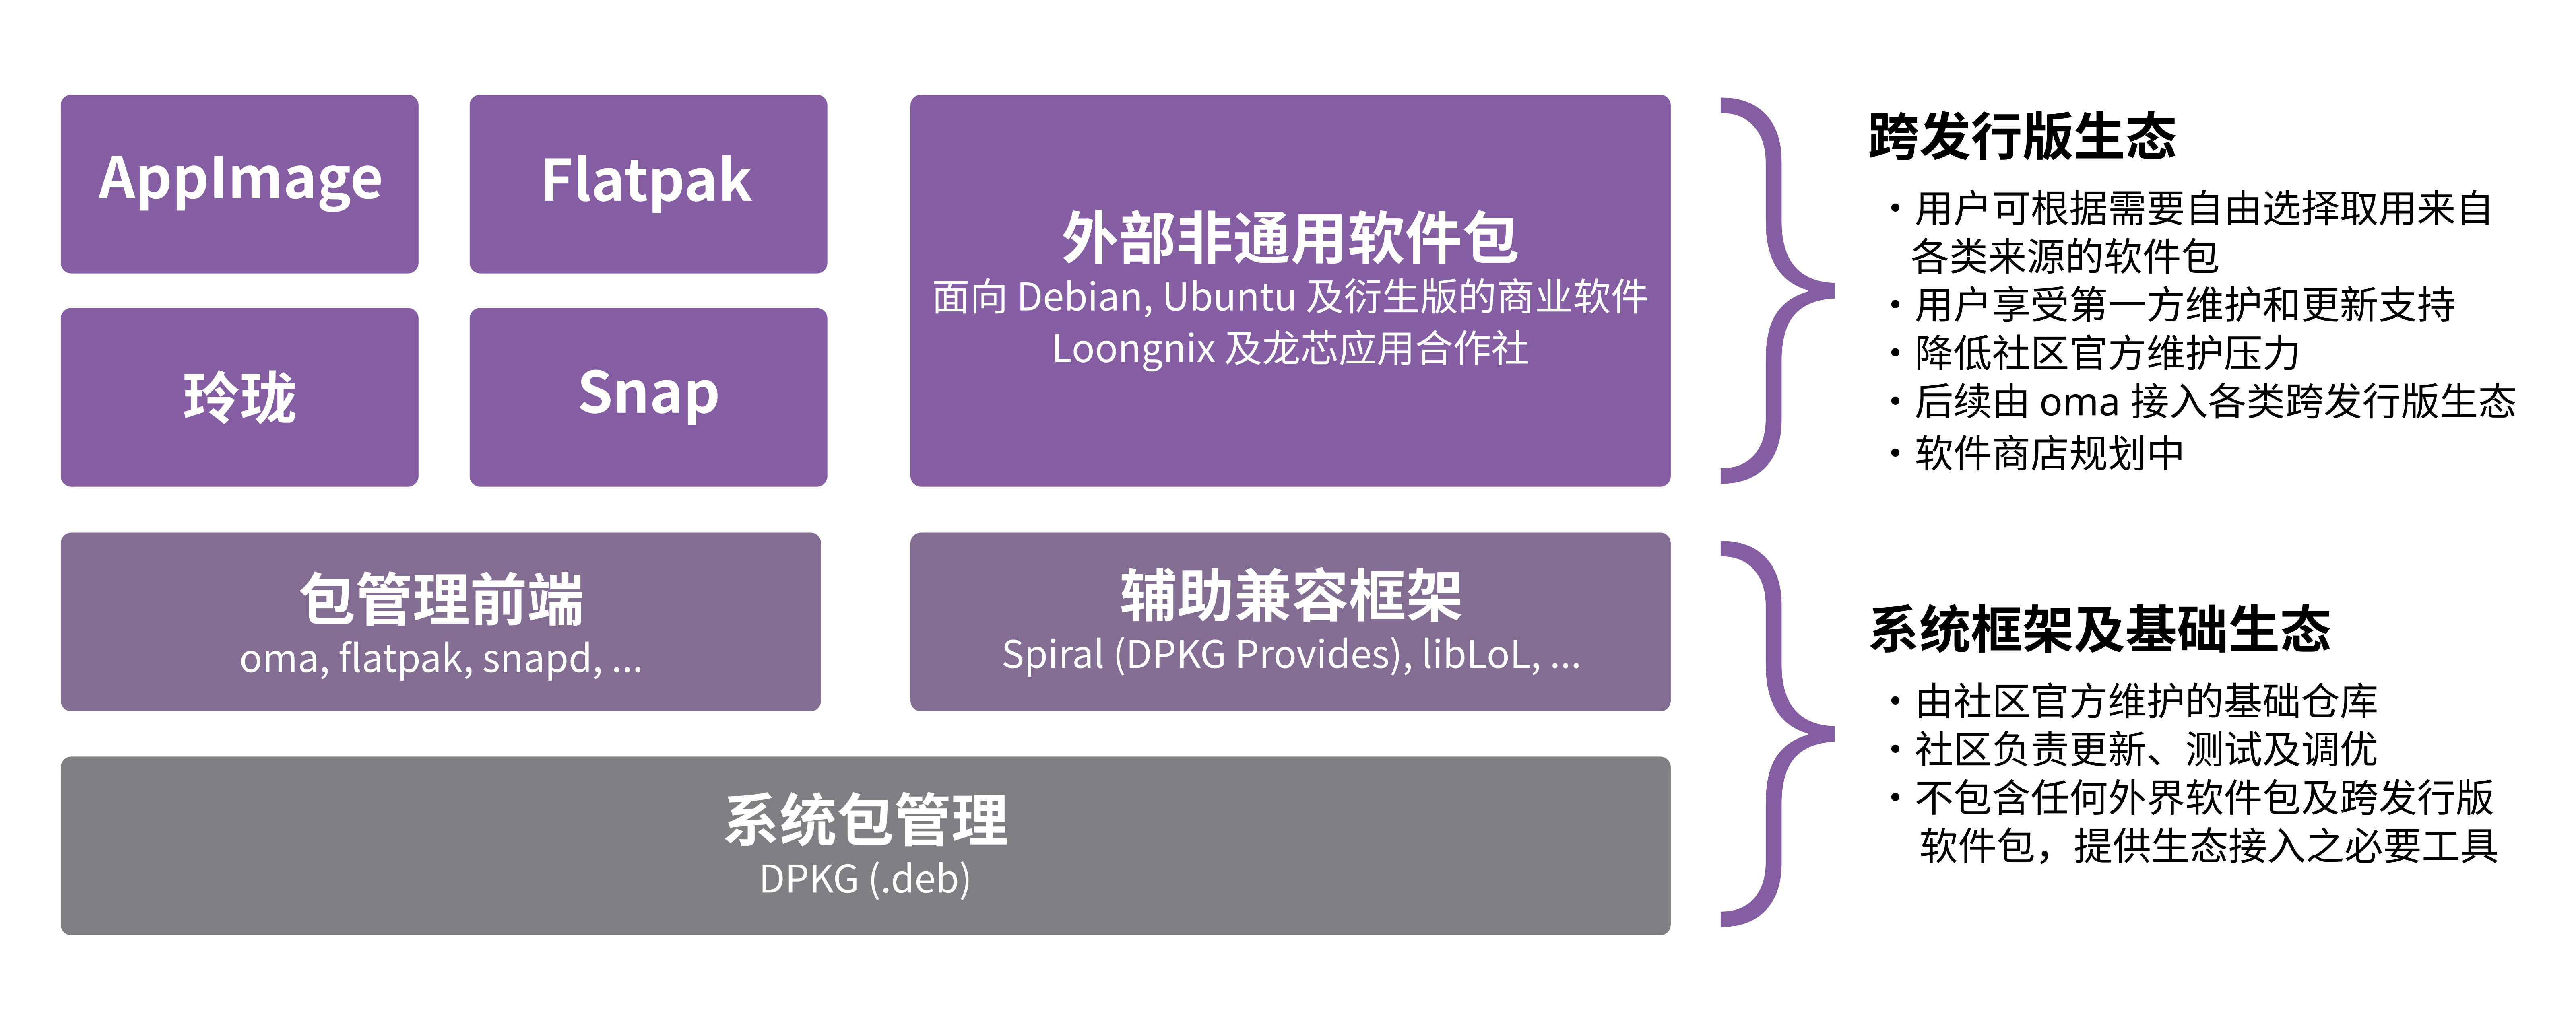 AppImage
Flatpak
玲珑
Snap
外部非通用软件包
面向 Debian, Ubuntu 及衍生版的商业软件
Loongnix 及龙芯应用合作社
跨发行版生态
・用户可根据需要自由选择取用来自
各类来源的软件包
・用户享受第一方维护和更新支持
・降低社区官方维护压力
・后续由 oma 接入各类跨发行版生态
・软件商店规划中
包管理前端
oma, flatpak, snapd, ...
辅助兼容框架
Spiral (DPKG Provides), libLoL, ...
系统包管理
DPKG (.deb)
系统框架及基础生态
・由社区官方维护的基础仓库
・社区负责更新、测试及调优
・不包含任何外界软件包及跨发行版
软件包，提供生态接入之必要工具